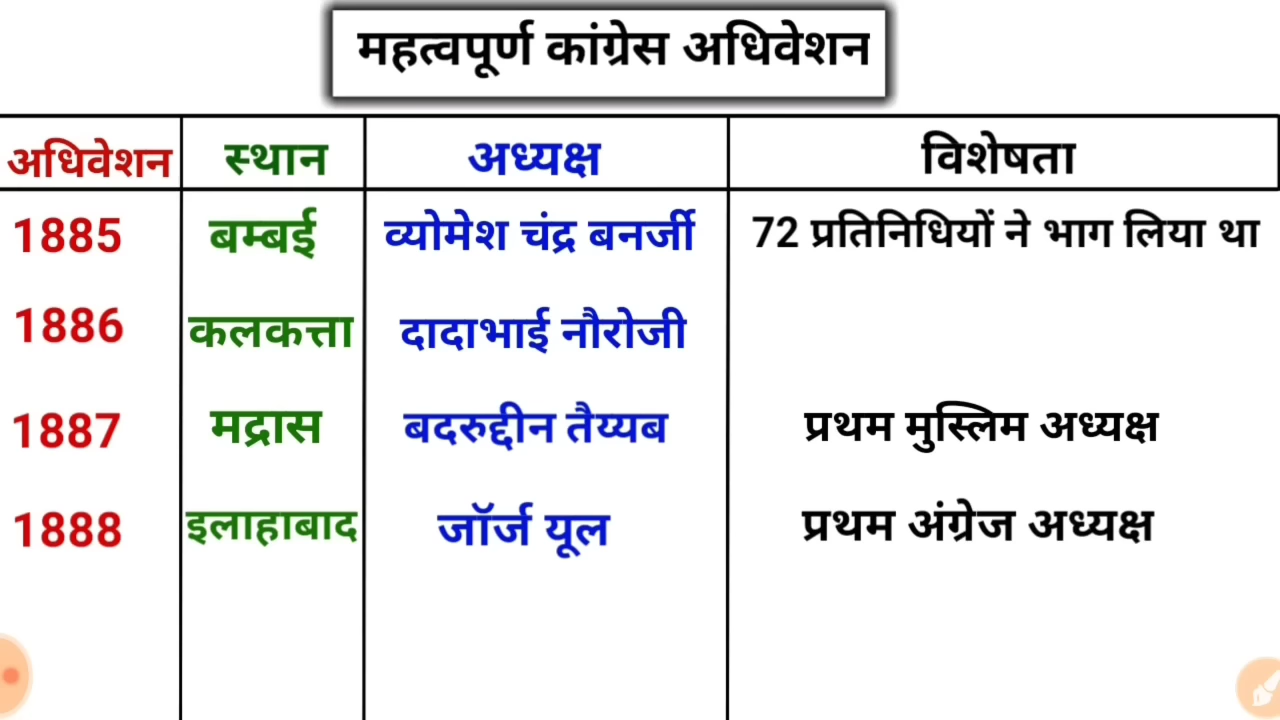 महत्वपूर्ण कांग्रेस अधिवेशन
अधिवेशन स्थान अध्यक्ष विशेषता
1885 बम्बई व्योमेश चंद्र बनर्जी 72 प्रतिनिधियों ने भाग लिया था
1886 कलकत्ता दादाभाई नौरोजी
1887 मद्रास बदरुद्दीन तैय्यब प्रथम मुस्लिम अध्यक्ष
1888 इलाहाबाद जॉर्ज यूल प्रथम अंग्रेज अध्यक्ष